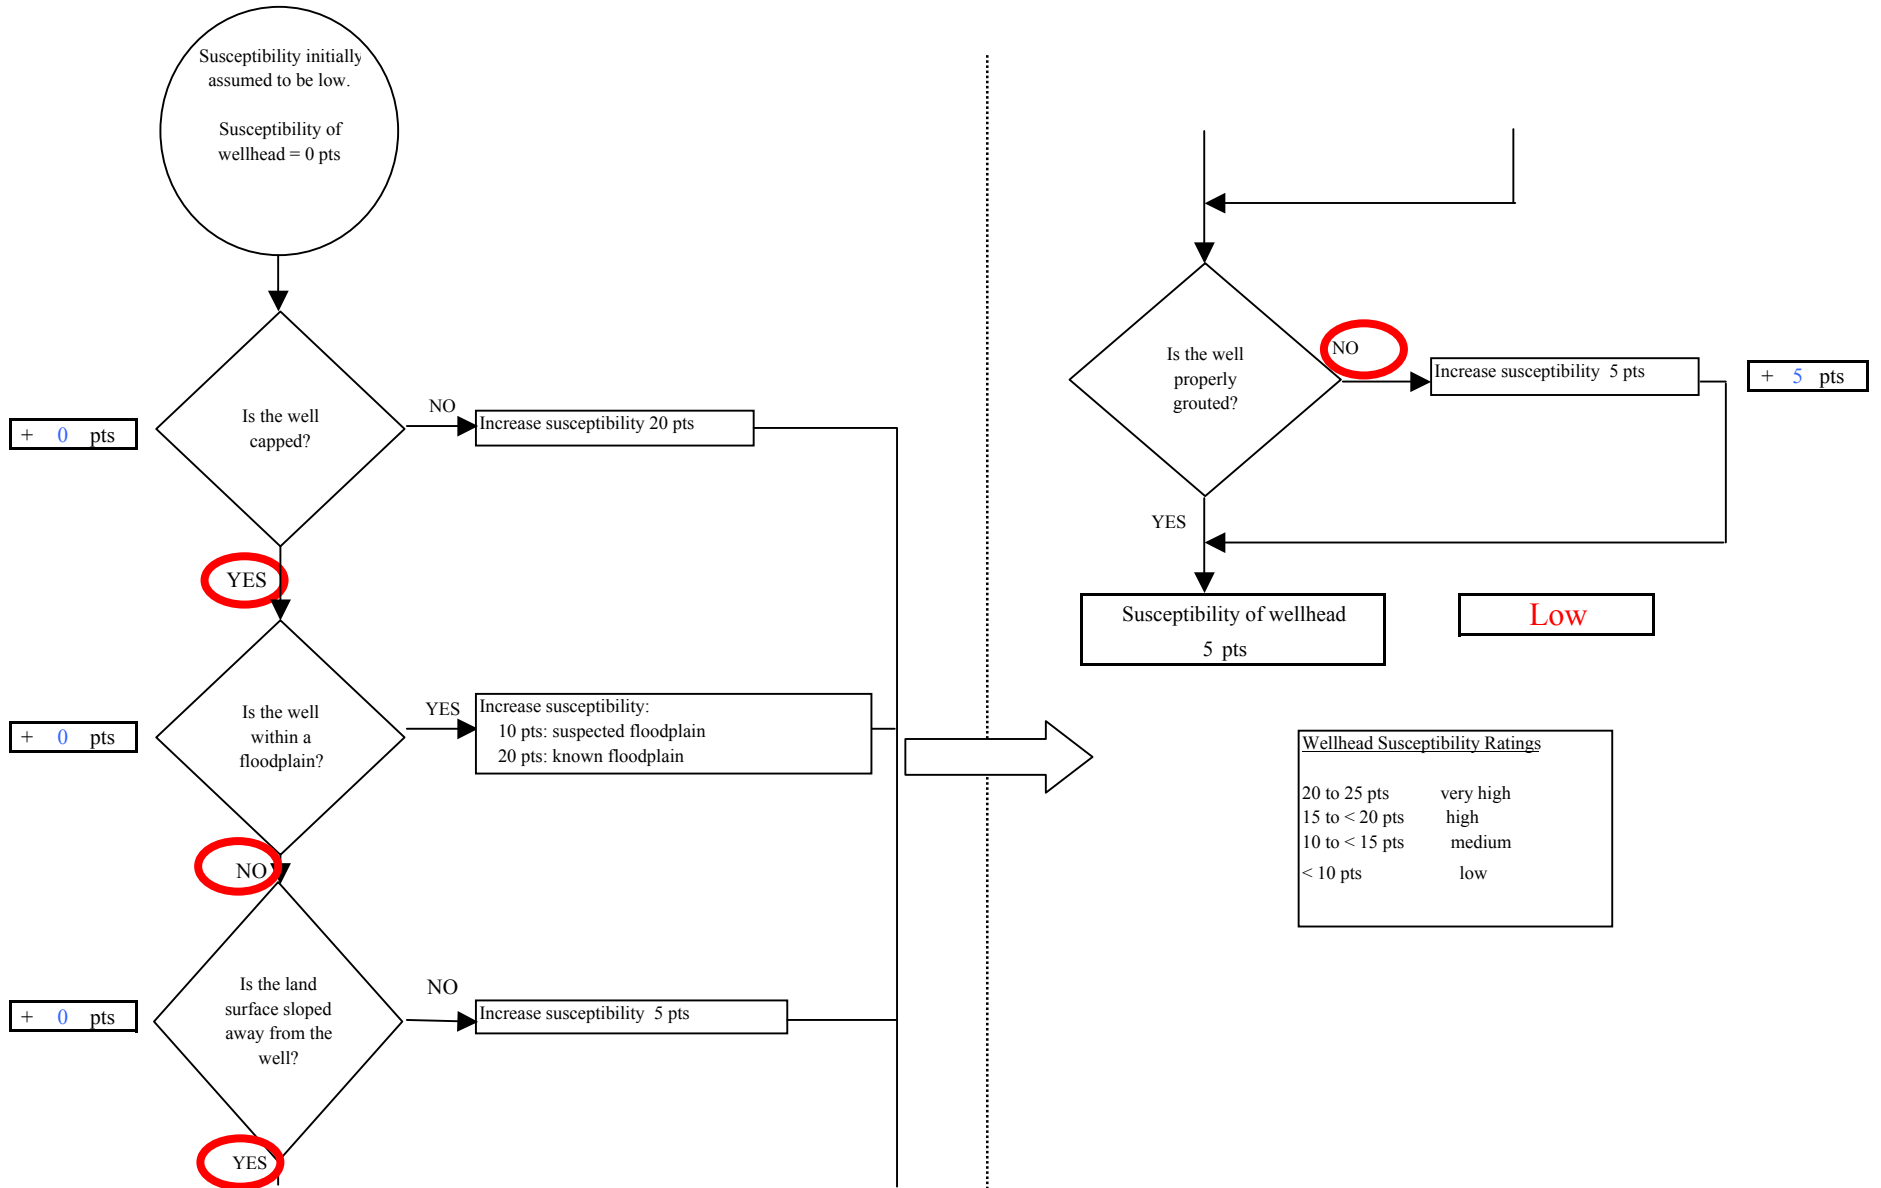 Susceptibility initially
assumed to be low.
Susceptibility of
wellhead = 0 pts
+ 0 pts
Is the well
capped?
NO
Increase susceptibility 20 pts
YES
+ 0 pts
Is the well
within a
floodplain?
YES
Increase susceptibility:
10 pts: suspected floodplain
20 pts: known floodplain
NO
+ 0 pts
Is the land
surface sloped
away from the
well?
NO
Increase susceptibility 5 pts
YES
Is the well
properly
grouted?
NO
Increase susceptibility 5 pts
+ 5 pts
YES
Susceptibility of wellhead
5 pts
Low
Wellhead Susceptibility Ratings
20 to 25 pts very high
15 to < 20 pts high
10 to < 15 pts medium
< 10 pts low